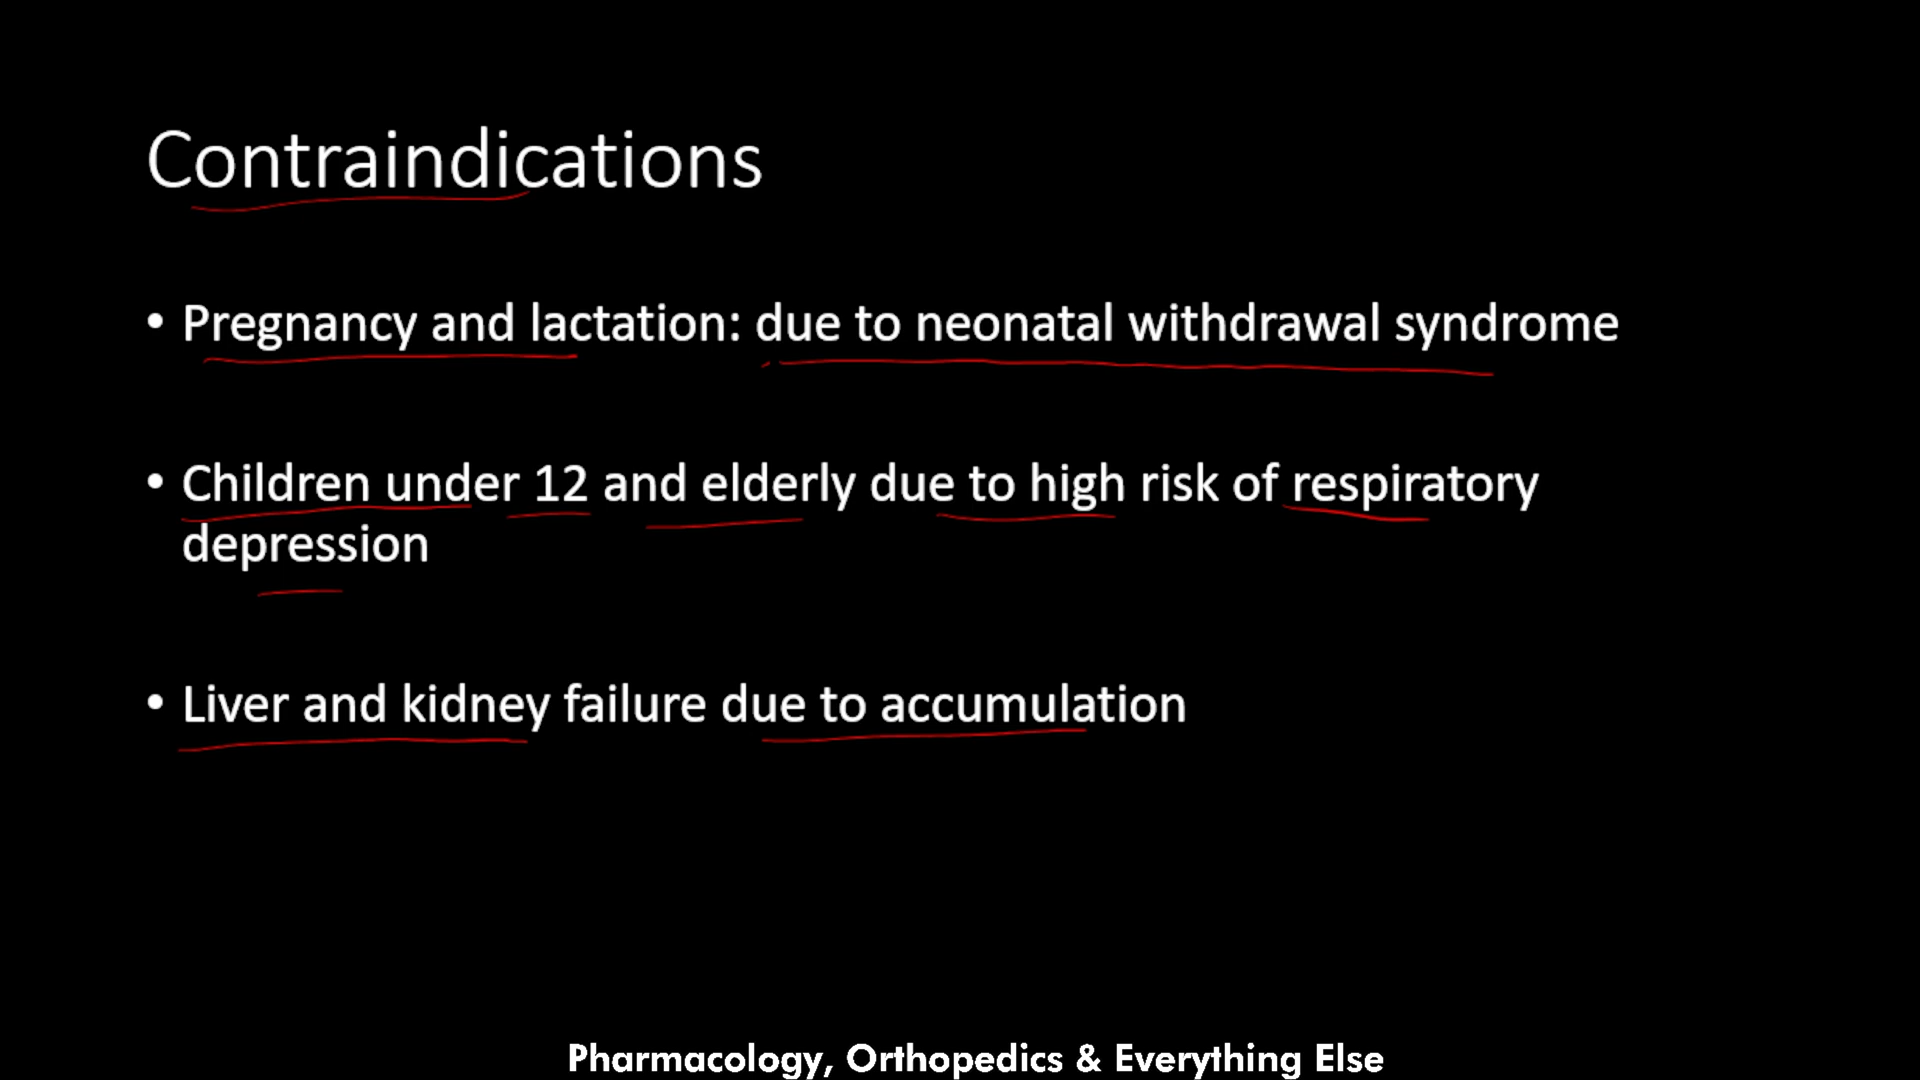 Contraindications
• Pregnancy and lactation: due to neonatal withdrawal syndrome
• Children under 12 and elderly due to high risk of respiratory
depression
• Liver and kidney failure due to accumulation
Pharmacology, Orthopedics & Everything Else